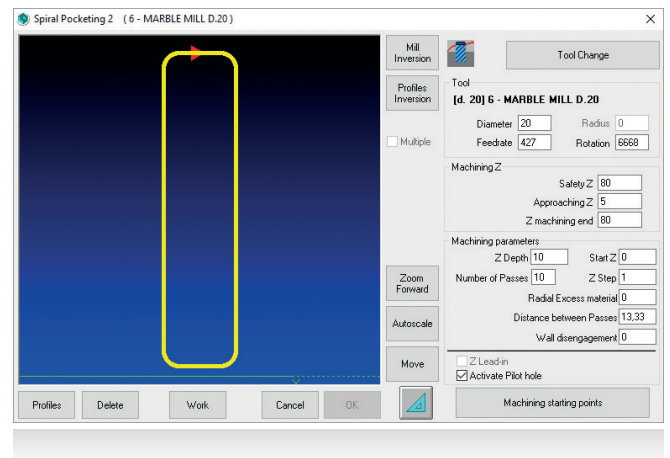 Spiral Pocketing 2 ( 6 - MARBLE MILL D.20 )
Mill
Inversion
Profiles
Inversion
Multiple
Zoom
Forward
Autoscale
Move
Tool Change
Tool
[d. 20] 6 - MARBLE MILL D.20
Diameter 20 Radius 0
Feedrate 427 Rotation 6668
Machining Z
Safety Z 80
Approaching Z 5
Z machining end 80
Machining parameters
Z Depth 10 Start Z 0
Number of Passes 10 Z Step 1
Radial Excess material 0
Distance between Passes 13,33
Wall disengagement 0
Z Lead-in
Activate Pilot hole
Profiles Delete Work Cancel OK Machining starting points